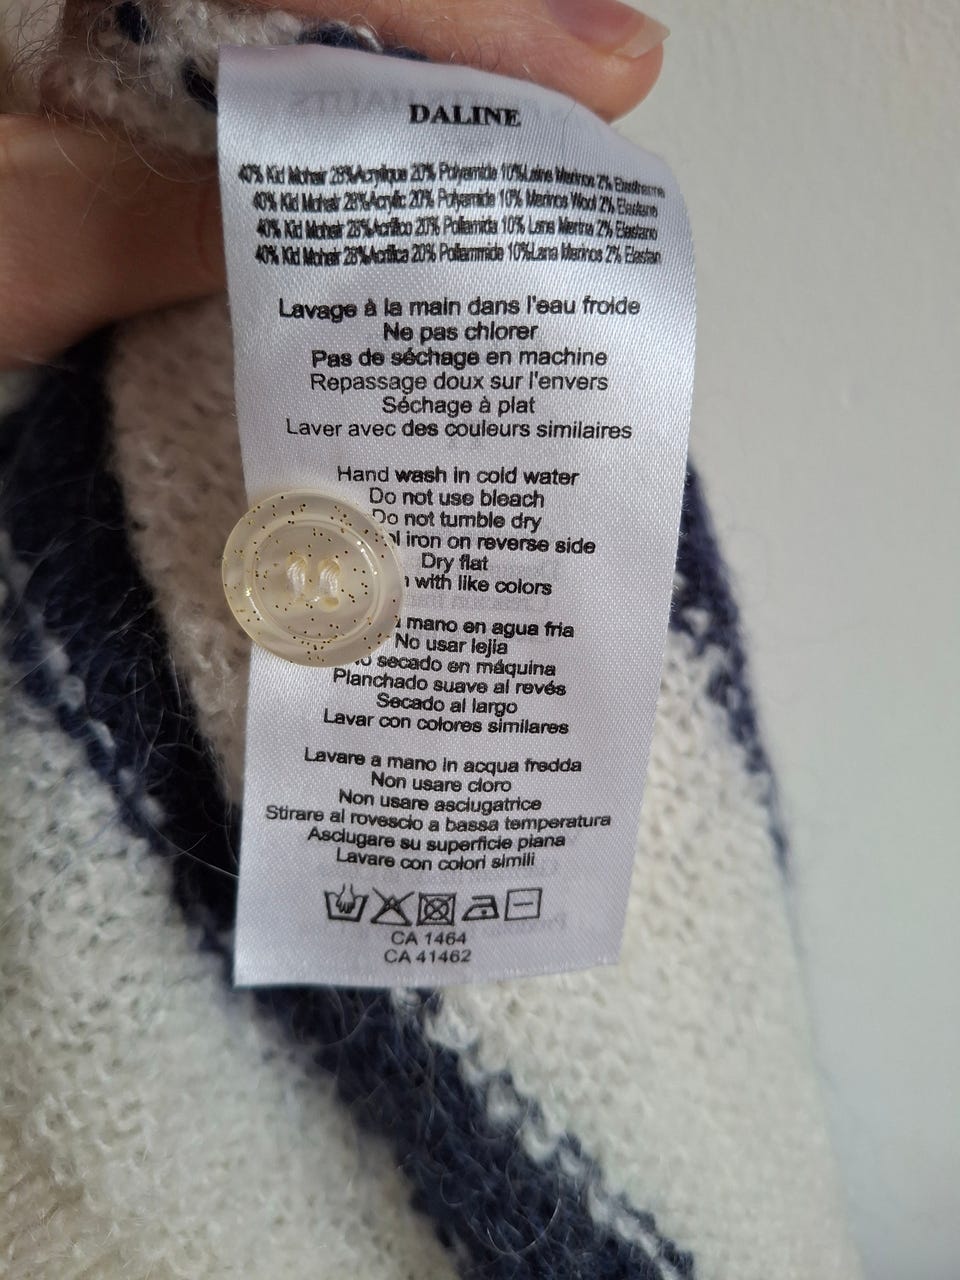 DALINE
40% Kid Mohair 28%Acrylique 20% Polyamide 10%Laine Merinos 2% Elasthanne
40% Kid Mohair 28%Acrylic 20% Polyamide 10% Merinos Wool 2% Elastane
40% Kid Mohair 28%Acrilico 20% Poliamida 10% Lana Merina 2% Elastano
40% Kid Mohair 28%Acrilica 20% Poliammide 10%Lana Merinos 2% Elastan
Lavage à la main dans l'eau froide
Ne pas chlorer
Pas de séchage en machine
Repassage doux sur l'envers
Séchage à plat
Laver avec des couleurs similaires
Hand wash in cold water
Do not use bleach
Do not tumble dry
iron on reverse side
Dry flat
with like colors
mano en agua fria
No usar lejia
secado en máquina
Planchado suave al revés
Secado al largo
Lavar con colores similares
Lavare a mano in acqua fredda
Non usare cloro
Non usare asciugatrice
Stirare al rovescio a bassa temperatura
Asciugare su superficie piana
Lavare con colori simili
CA 1464
CA 41462